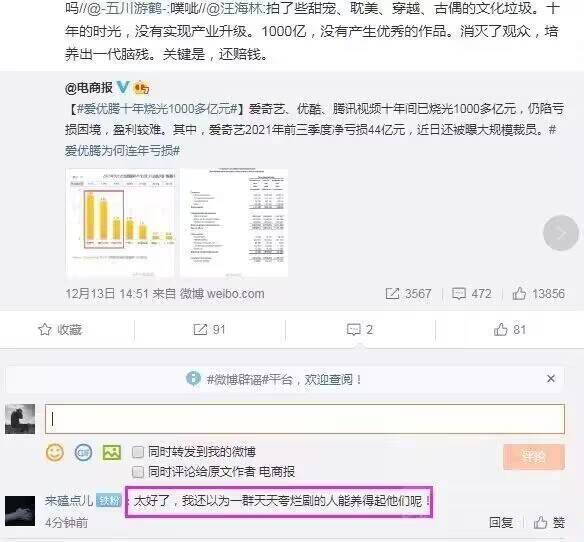 吗//@-五川游鹤-:噗呲//@汪海林:拍了些甜宠、耽美、穿越、古偶的文化垃圾。十
年的时光，没有实现产业升级。1000亿，没有产生优秀的作品。消灭了观众，培
养出一代脑残。关键是，还赔钱。
@电商报
【#爱优腾十年烧光1000多亿元#】爱奇艺、优酷、腾讯视频十年间已烧光1000多亿元，仍陷亏
损困境，盈利较难。其中，爱奇艺2021年前三季度净亏损44亿元，近日还被曝大规模裁员。#
爱优腾为何连年亏损#
12月13日 14:51 来自 微博 weibo.com 3567 472 13856
收藏 91 2 81
#微博辟谣#平台，欢迎查阅！
GIF 同时转发到我的微博 评论
同时评论给原文作者 电商报
来磕点儿 铁粉：太好了，我还以为一群天天夸烂剧的人能养得起他们呢！
4分钟前 回复 赞